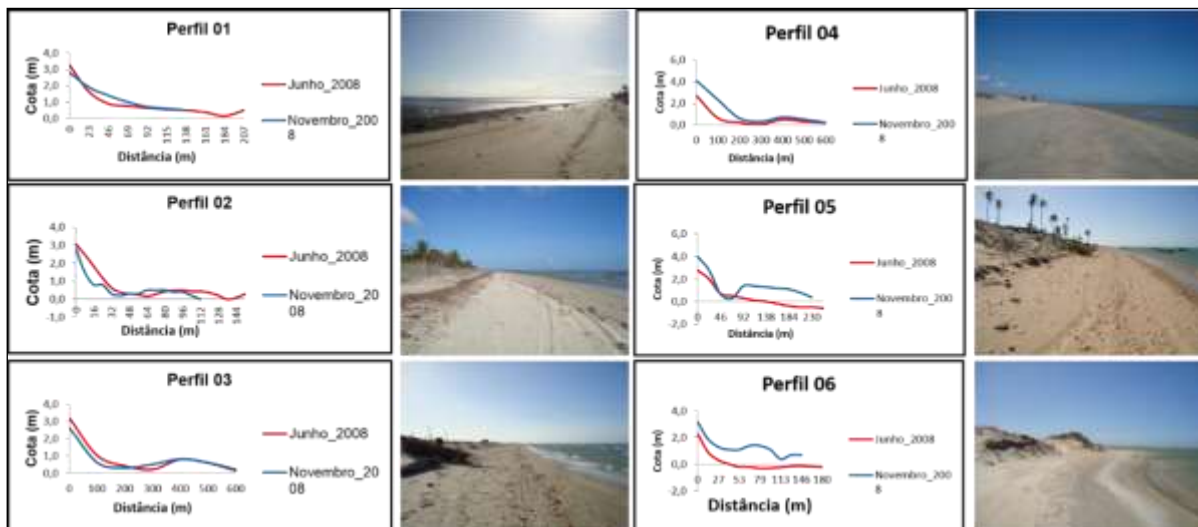 Perfil 01
Cota (m)
4,0
3,0
2,0
1,0
0,0
0 23 46 69 92 115 138 161 184 207
Distância (m)
Junho_2008
Novembro_200
8
Perfil 04
Cota (m)
6,0
4,0
2,0
0,0
0 100 200 300 400 500 600
Distância (m)
Junho_2008
Novembro_200
8
Perfil 02
Cota (m)
4,0
3,0
2,0
1,0
0,0
-1,0
0 16 32 48 64 80 96 112 128 144
Distância (m)
Junho_2008
Novembro_20
08
Perfil 05
Cota (m)
6,0
4,0
2,0
0,0
-2,0
0 46 92 138 184 230
Distância (m)
Junho_2008
Novembro_200
8
Perfil 03
Cota (m)
4,0
3,0
2,0
1,0
0,0
0 100 200 300 400 500 600
Distância (m)
Junho_2008
Novembro_20
08
Perfil 06
Cota (m)
4,0
2,0
0,0
-2,0
0 27 53 79 113 146 180
Distância (m)
Junho_2008
Novembro_200
8